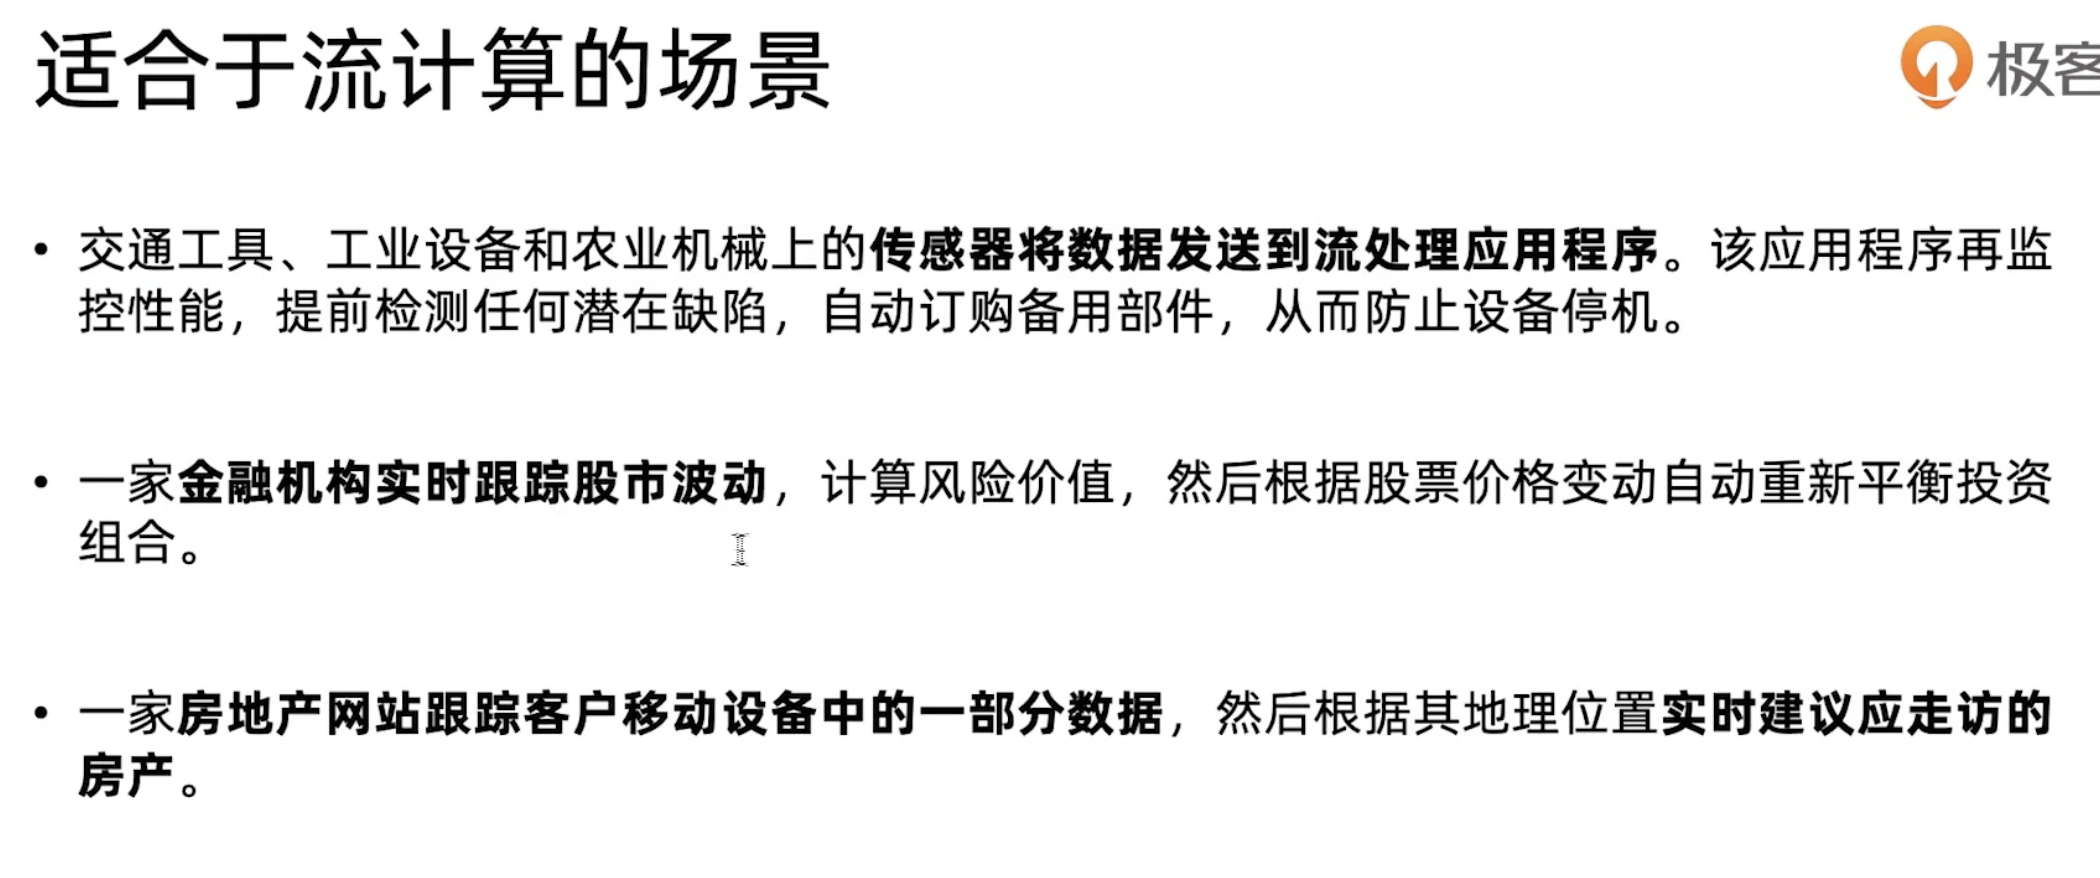 适合于流计算的场景
极客
• 交通工具、工业设备和农业机械上的传感器将数据发送到流处理应用程序。该应用程序再监
控性能，提前检测任何潜在缺陷，自动订购备用部件，从而防止设备停机。
• 一家金融机构实时跟踪股市波动，计算风险价值，然后根据股票价格变动自动重新平衡投资
组合。
• 一家房地产网站跟踪客户移动设备中的一部分数据，然后根据其地理位置实时建议应走访的
房产。